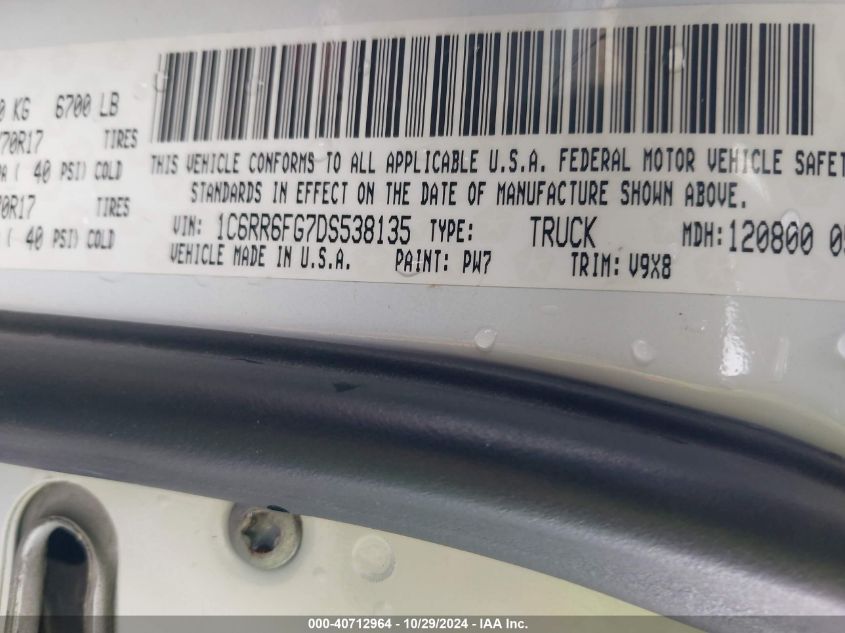 0 KG 6700 LB
70R17 TIRES
PA ( 40 PSI) COLD
THIS VEHICLE CONFORMS TO ALL APPLICABLE U.S.A. FEDERAL MOTOR VEHICLE SAFET
70R17 TIRES
STANDARDS IN EFFECT ON THE DATE OF MANUFACTURE SHOWN ABOVE.
( 40 PSI) COLD
VIN: 1C6RR6FG7DS538135 TYPE: TRUCK MDH: 120800 05
VEHICLE MADE IN U.S.A. PAINT: PW7 TRIM: V9X8
000-40712964 - 10/29/2024 - IAA Inc.